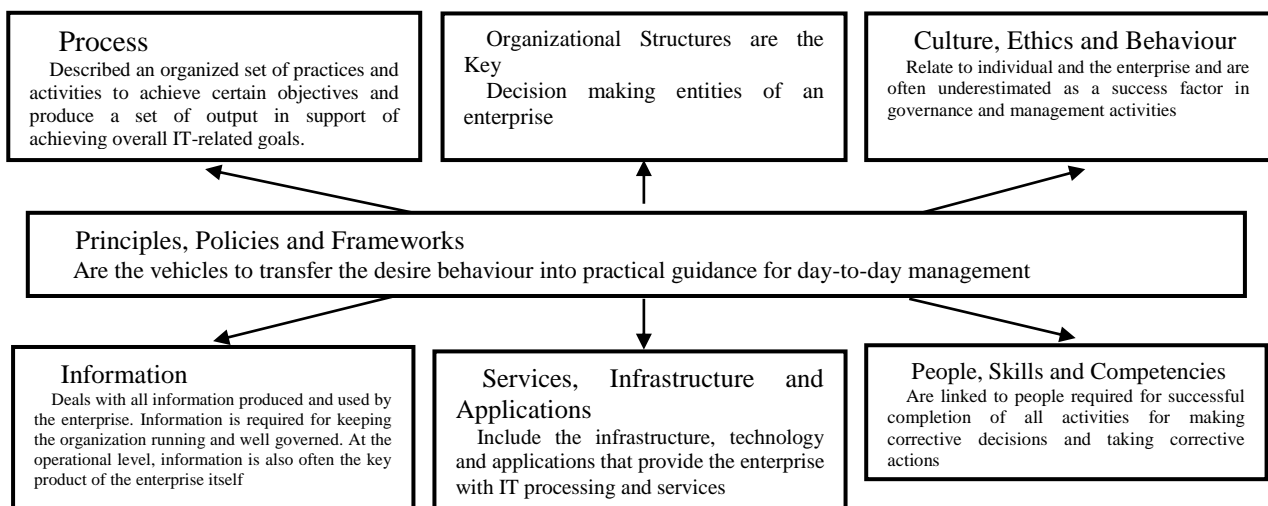 Process
Described an organized set of practices and
activities to achieve certain objectives and
produce a set of output in support of
achieving overall IT-related goals.
Organizational Structures are the
Key
Decision making entities of an
enterprise
Culture, Ethics and Behaviour
Relate to individual and the enterprise and are
often underestimated as a success factor in
governance and management activities
Principles, Policies and Frameworks
Are the vehicles to transfer the desire behaviour into practical guidance for day-to-day management
Information
Deals with all information produced and used by
the enterprise. Information is required for keeping
the organization running and well governed. At the
operational level, information is also often the key
product of the enterprise itself
Services, Infrastructure and
Applications
Include the infrastructure, technology
and applications that provide the enterprise
with IT processing and services
People, Skills and Competencies
Are linked to people required for successful
completion of all activities for making
corrective decisions and taking corrective
actions